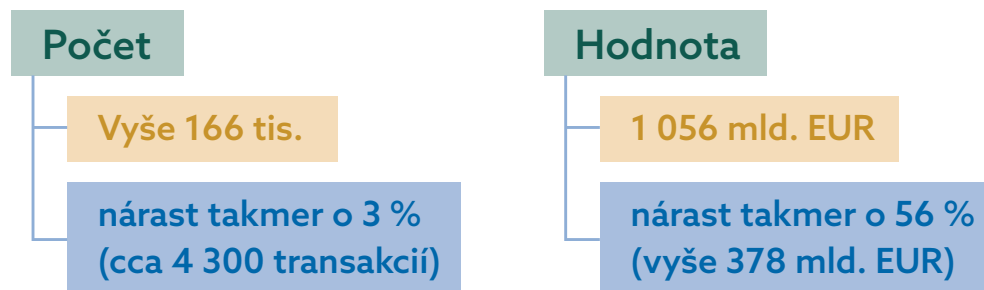 Počet
Vyše 166 tis.
nárast takmer o 3 %
(cca 4 300 transakcií)
Hodnota
1 056 mld. EUR
nárast takmer o 56 %
(vyše 378 mld. EUR)